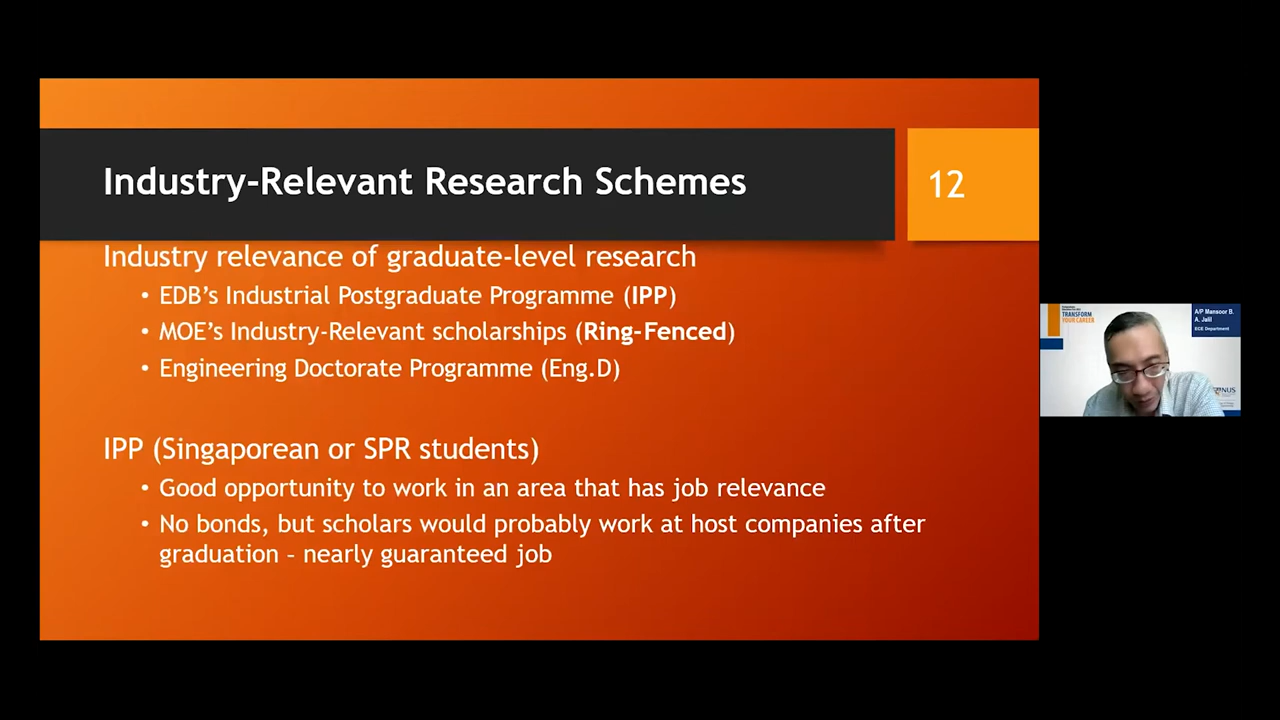 Industry-Relevant Research Schemes
12
Industry relevance of graduate-level research
• EDB's Industrial Postgraduate Programme (IPP)
• MOE's Industry-Relevant scholarships (Ring-Fenced)
• Engineering Doctorate Programme (Eng.D)
IPP (Singaporean or SPR students)
• Good opportunity to work in an area that has job relevance
• No bonds, but scholars would probably work at host companies after
graduation – nearly guaranteed job
TRANSFORM
YOUR CAREER
A/P Mansoor B.
A. Jalil
ECE Department
NUS